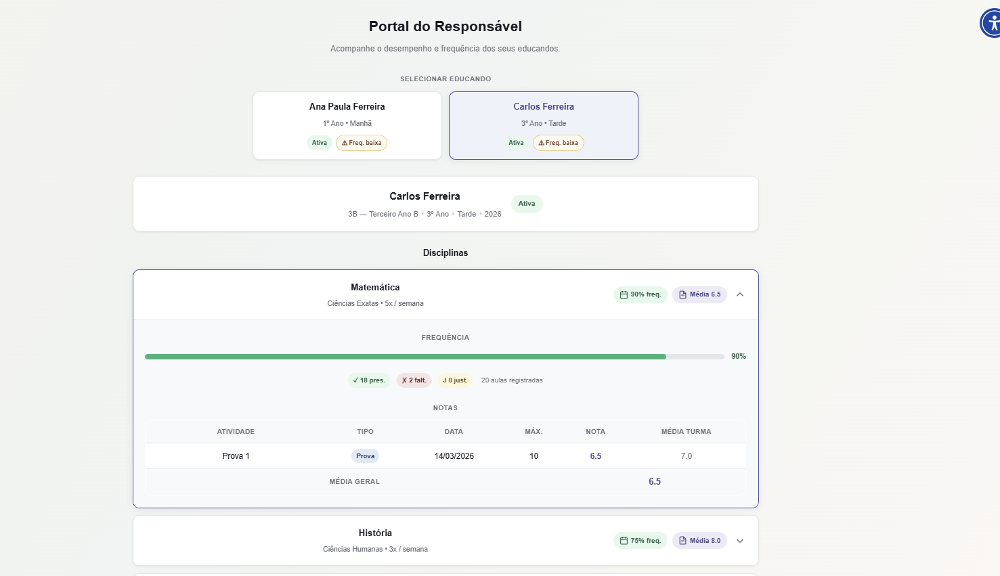 Portal do Responsável
Acompanhe o desempenho e frequência dos seus educandos.
SELECIONAR EDUCANDO
Ana Paula Ferreira
1º Ano • Manhã
Ativa ⚠ Freq. baixa
Carlos Ferreira
3º Ano • Tarde
Ativa ⚠ Freq. baixa
Carlos Ferreira
3B — Terceiro Ano B • 3º Ano • Tarde • 2026
Ativa
Disciplinas
Matemática
Ciências Exatas • 5x / semana
90% freq. Média 6.5
FREQUÊNCIA
90%
✓ 18 pres. ✗ 2 falt. J 0 just. 20 aulas registradas
NOTAS
ATIVIDADE TIPO DATA MÁX. NOTA MÉDIA TURMA
Prova 1 Prova 14/03/2026 10 6.5 7.0
MÉDIA GERAL 6.5
História
Ciências Humanas • 3x / semana
75% freq. Média 8.0